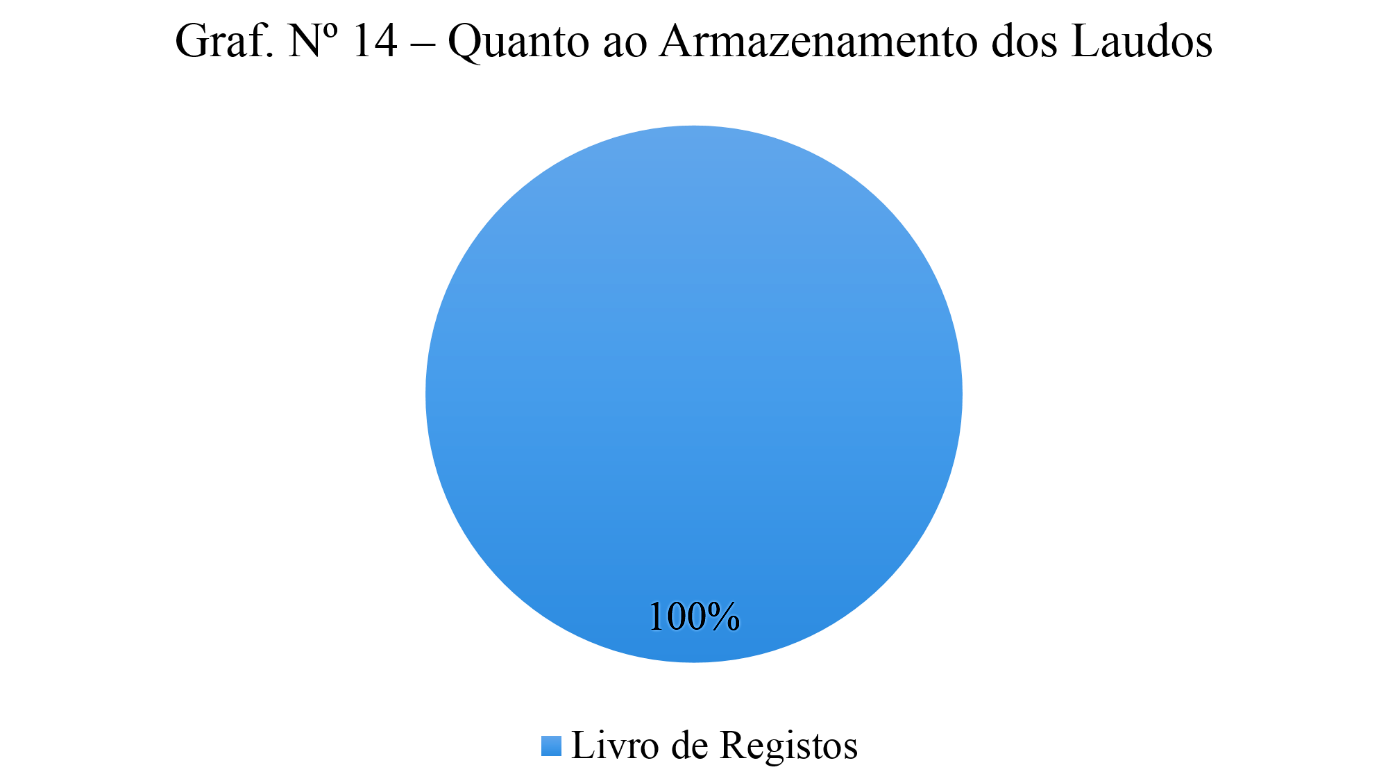 Graf. Nº 14 – Quanto ao Armazenamento dos Laudos
100%
Livro de Registos